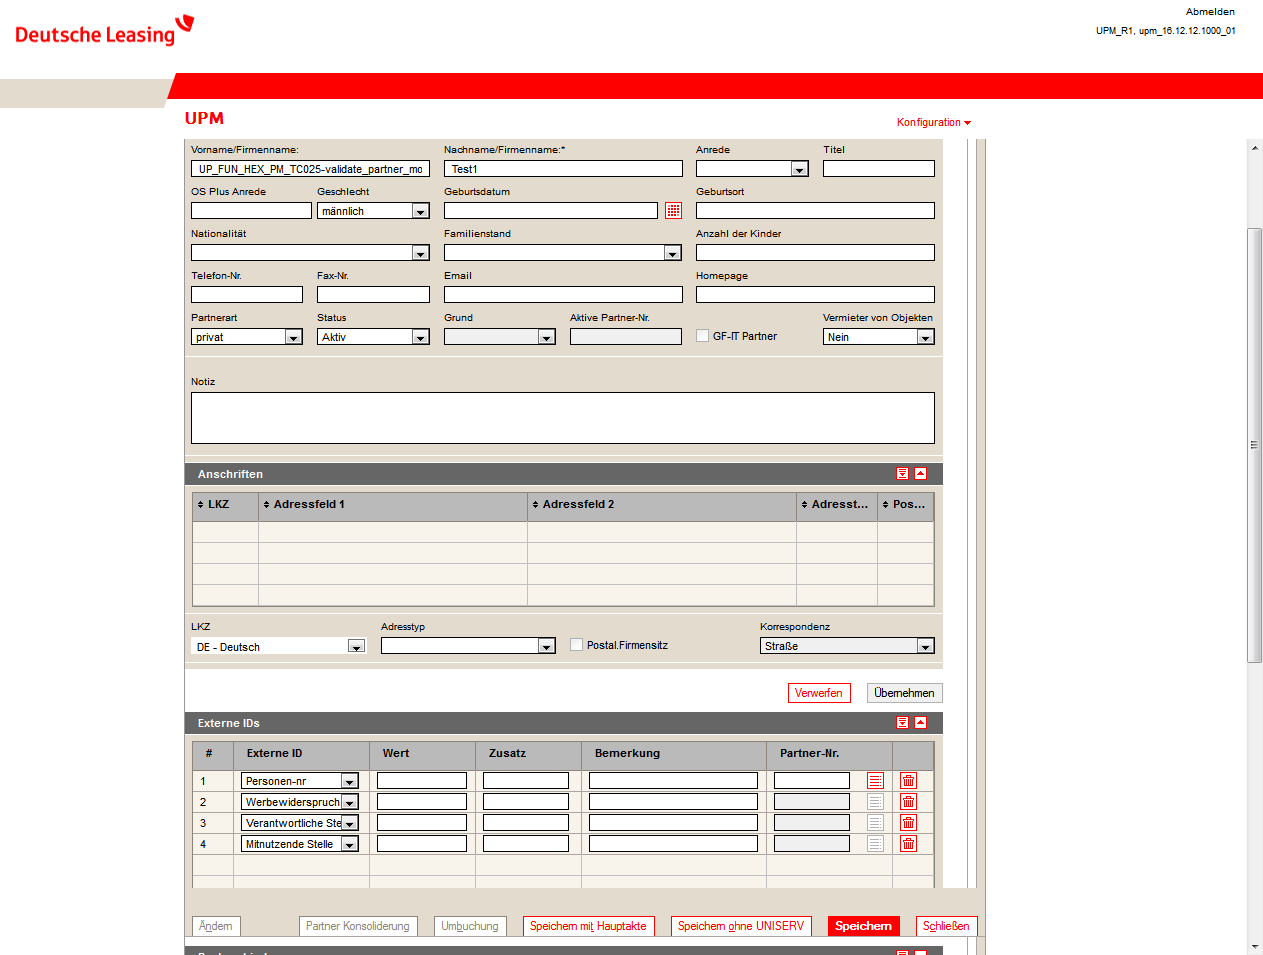 Abmelden
Deutsche Leasing
UPM_R1, upm_16.12.12.1000_01
UPM
Konfiguration
Vorname/Firmenname: Nachname/Firmenname:* Anrede Titel
UP_FUN_HEX_PM_TC025-validate_partner_mo Test1
OS Plus Anrede Geschlecht Geburtsdatum Geburtsort
männlich
Nationalität Familienstand Anzahl der Kinder
Telefon-Nr. Fax-Nr. Email Homepage
Partnerart Status Grund Aktive Partner-Nr. Vermieter von Objekten
privat Aktiv GF-IT Partner Nein
Notiz
Anschriften
LKZ Adressfeld 1 Adressfeld 2 Adresst... Pos...
LKZ Adresstyp Korrespondenz
DE - Deutsch Postal.Firmensitz Straße
Verwerfen Übernehmen
Externe IDs
# Externe ID Wert Zusatz Bemerkung Partner-Nr.
1 Personen-nr
2 Werbewiderspruch
3 Verantwortliche Ste
4 Mitnutzende Stelle
Ändern Partner Konsolidierung Umbuchung Speichern mit Hauptakte Speichern ohne UNISERV Speichern Schließen